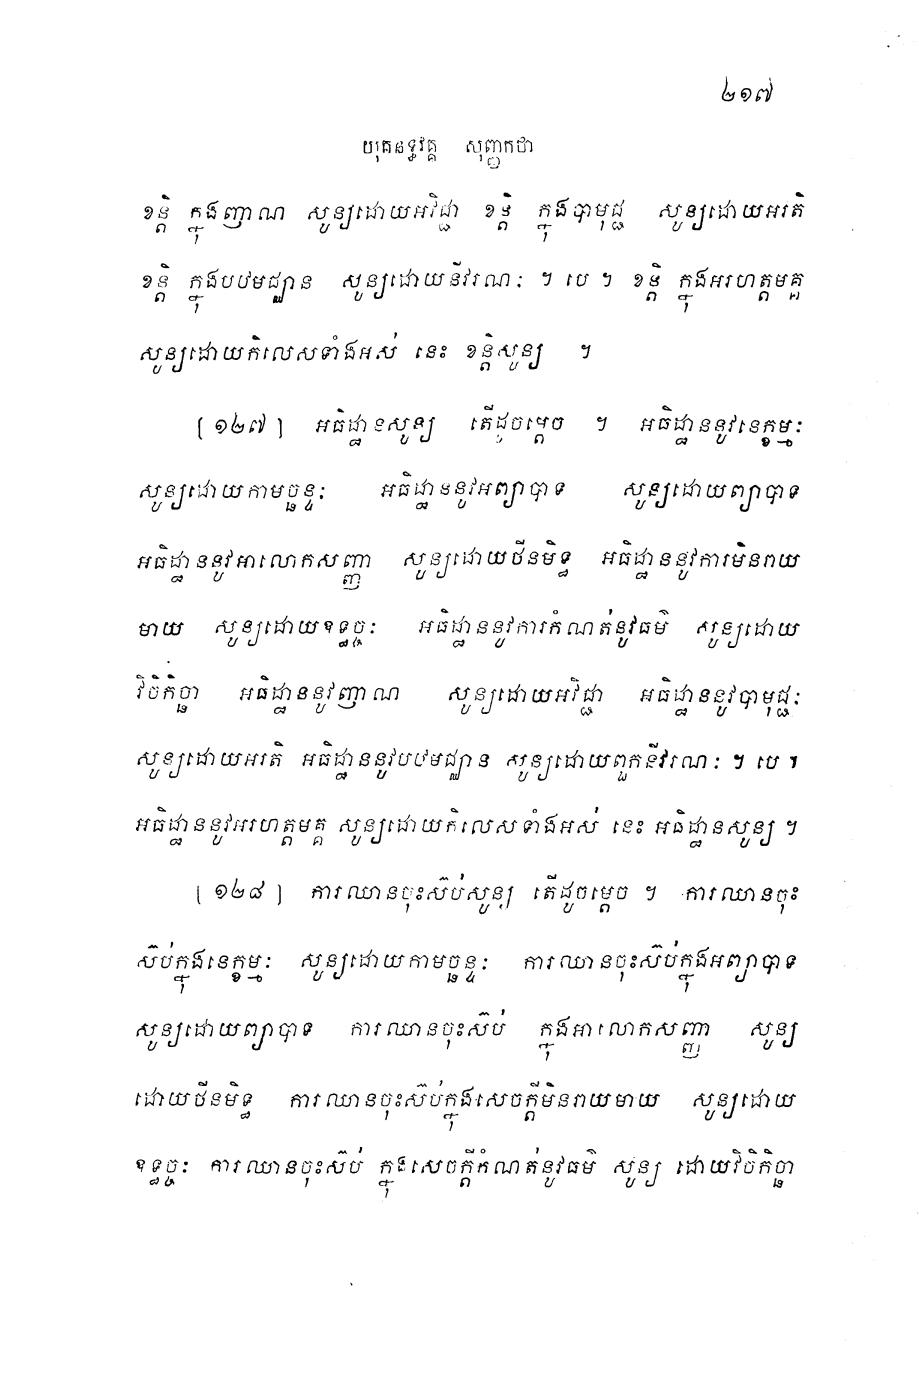 ២១៧
យុគនទ្ធវគ្គ សុញ្ញកថា
ខន្តិ ក្នុងញាណ សូន្យដោយអវិជ្ជា ខន្តិ ក្នុងបាមុជ្ជ សូន្យដោយអរតិ
ខន្តិ ក្នុងបឋមជ្ឈាន សូន្យដោយនីវរណៈ ។ បេ ។ ខន្តិ ក្នុងអរហត្តមគ្គ
សូន្យដោយកិលេសទាំងអស់ នេះ ខន្តិសូន្យ ។
(១២៧) អធិដ្ឋានសូន្យ តើដូចម្តេច ។ អធិដ្ឋាននូវនេក្ខម្មៈ
សូន្យដោយកាមច្ឆន្ទៈ អធិដ្ឋាននូវអព្យាបាទ សូន្យដោយព្យាបាទ
អធិដ្ឋាននូវអាលោកសញ្ញា សូន្យដោយថីនមិទ្ធ អធិដ្ឋាននូវការមិនរាយ
មាយ សូន្យដោយឧទ្ធច្ចៈ អធិដ្ឋាននូវការកំណត់នូវធម៌ សូន្យដោយ
វិចិកិច្ឆា អធិដ្ឋាននូវញាណ សូន្យដោយអវិជ្ជា អធិដ្ឋាននូវបាមុជ្ជៈ
សូន្យដោយអរតិ អធិដ្ឋាននូវបឋមជ្ឈាន សូន្យដោយពួកនីវរណៈ ។ បេ ។
អធិដ្ឋាននូវអរហត្តមគ្គ សូន្យដោយកិលេសទាំងអស់ នេះ អធិដ្ឋានសូន្យ ។
(១២៨) ការឈានចុះស៊ប់សូន្យ តើដូចម្តេច ។ ការឈានចុះ
ស៊ប់ក្នុងនេក្ខម្មៈ សូន្យដោយកាមច្ឆន្ទៈ ការឈានចុះស៊ប់ក្នុងអព្យាបាទ
សូន្យដោយព្យាបាទ ការឈានចុះស៊ប់ ក្នុងអាលោកសញ្ញា សូន្យ
ដោយថីនមិទ្ធ ការឈានចុះស៊ប់ក្នុងសេចក្តីមិនរាយមាយ សូន្យដោយ
ឧទ្ធច្ចៈ ការឈានចុះស៊ប់ ក្នុងសេចក្តីកំណត់នូវធម៌ សូន្យ ដោយវិចិកិច្ឆា